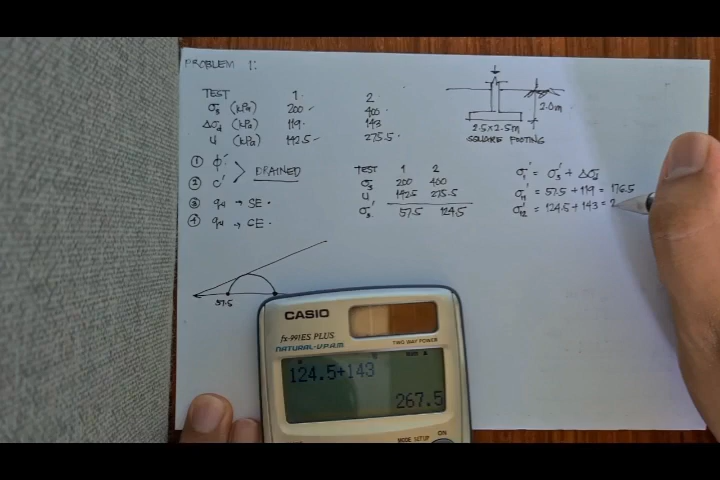 PROBLEM 1:
TEST 1 2
σ₃ (kPa) 200 400
Δσd (kPa) 119 143
u (kPa) 142.5 275.5
① φ'
② c'
DRAINED
③ qu → SE
④ qu → CE
2.0m
2.5 x 2.5m
SQUARE FOOTING
TEST 1 2
σ₃ 200 400
u 142.5 275.5
σ₃' 57.5 124.5
σ₁' = σ₃' + Δσd
σ₁₁' = 57.5 + 119 = 176.5
σ₁₂' = 124.5 + 143 = 2
57.5
CASIO
fx-991ES PLUS
NATURAL-V.P.A.M.
TWO WAY POWER
124.5+143
267.5
MODE SETUP
ON